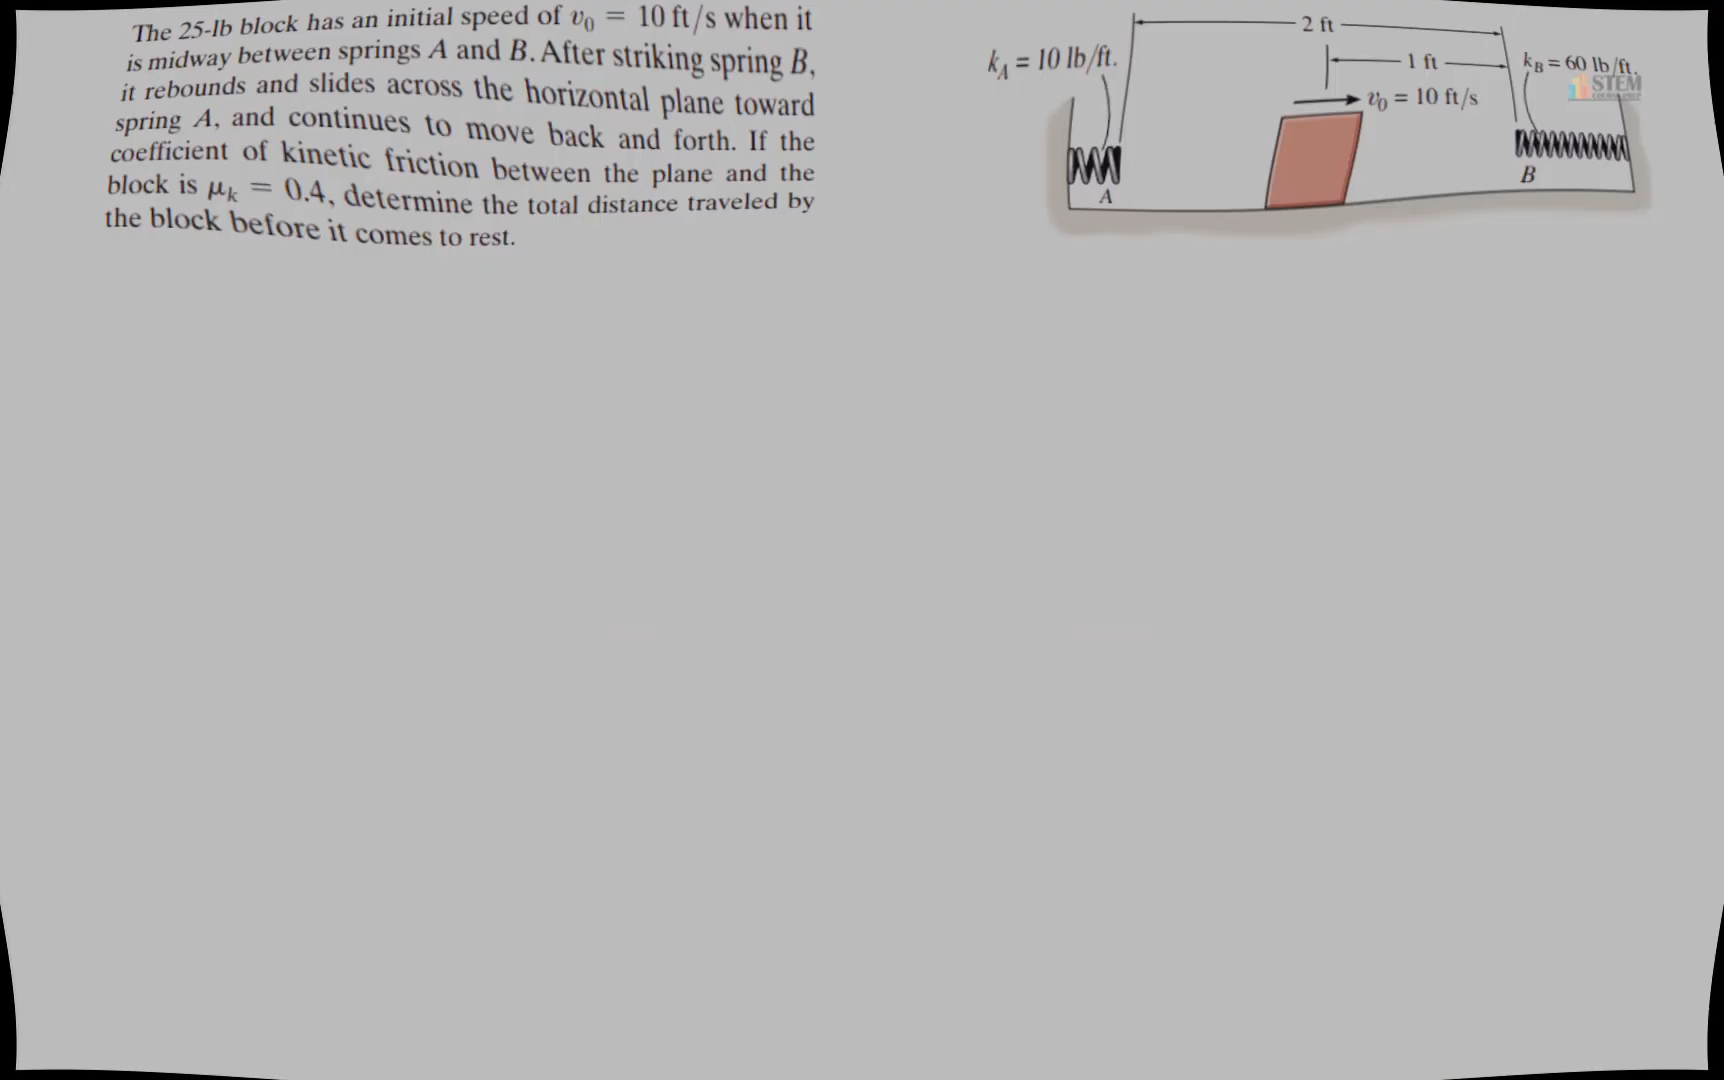 The 25-lb block has an initial speed of v₀ = 10 ft/s when it
is midway between springs A and B. After striking spring B,
it rebounds and slides across the horizontal plane toward
spring A, and continues to move back and forth. If the
coefficient of kinetic friction between the plane and the
block is μₖ = 0.4, determine the total distance traveled by
the block before it comes to rest.
2 ft
k_A = 10 lb/ft.
1 ft
k_B = 60 lb/ft.
STEM
v₀ = 10 ft/s
A
B